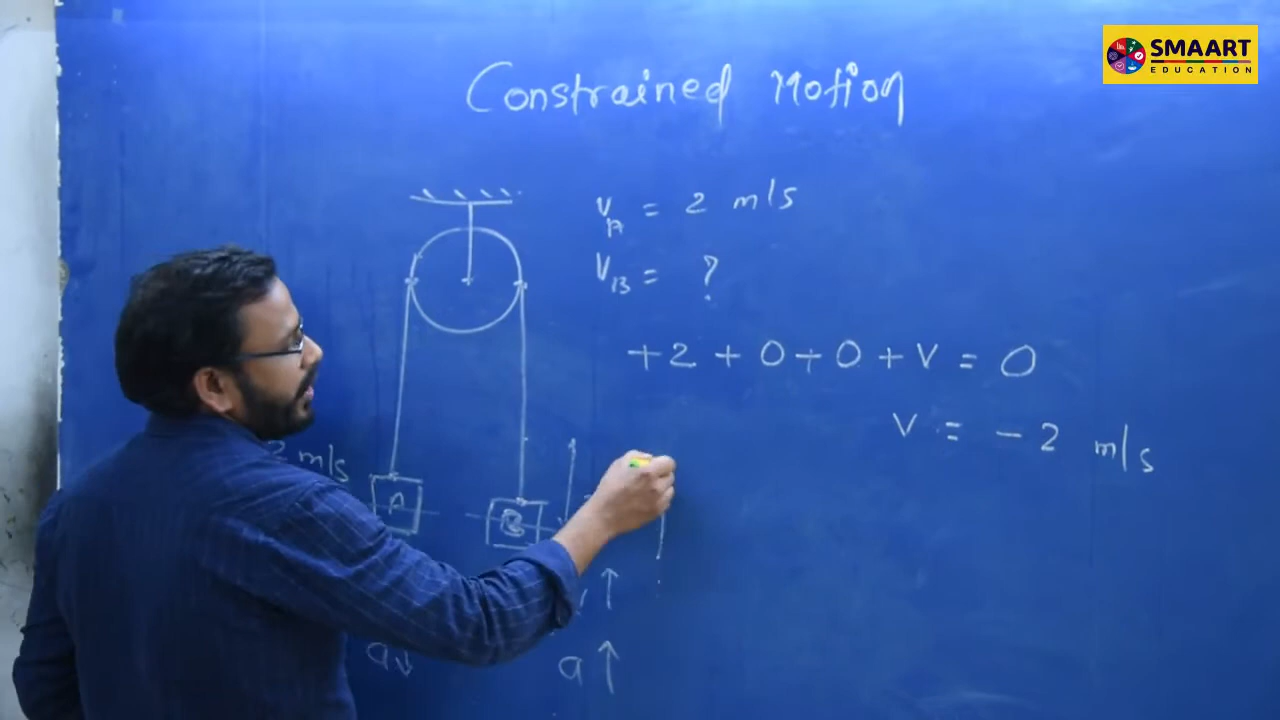 SMAART
EDUCATION
Constrained Motion
V_A = 2 m/s
V_B = ?
+2 + 0 + 0 + V = 0
V = - 2 m/s
2 m/s
A
B
a↓
a↑